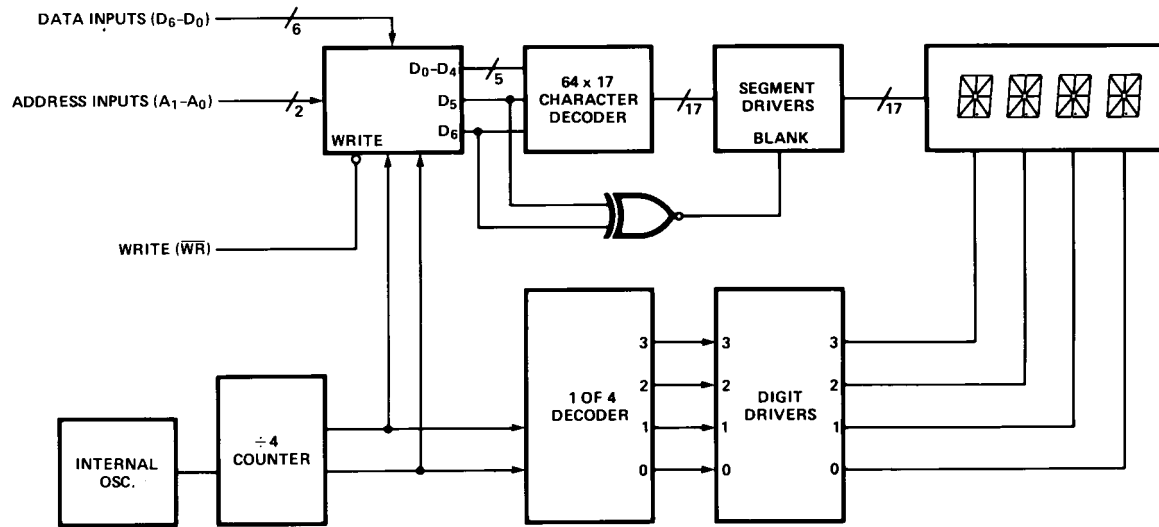 DATA INPUTS (D₆–D₀)
6
ADDRESS INPUTS (A₁–A₀)
2
D₀–D₄
5
D₅
D₆
WRITE
64 x 17
CHARACTER
DECODER
17
SEGMENT
DRIVERS
BLANK
17
WRITE (W̅R̅)
3
2
1
0
1 OF 4
DECODER
3
2
1
0
DIGIT
DRIVERS
3
2
1
0
÷4
COUNTER
INTERNAL
OSC.